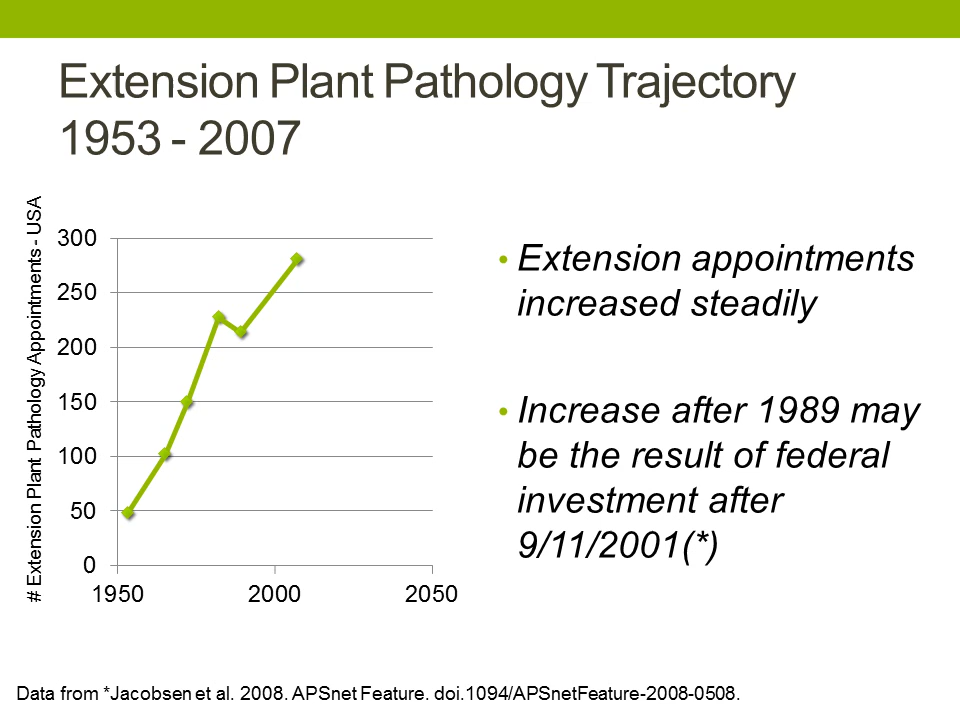 Extension Plant Pathology Trajectory
1953 - 2007
# Extension Plant Pathology Appointments - USA
300
250
200
150
100
50
0
1950
2000
2050
• Extension appointments
increased steadily
• Increase after 1989 may
be the result of federal
investment after
9/11/2001(*)
Data from *Jacobsen et al. 2008. APSnet Feature. doi.1094/APSnetFeature-2008-0508.